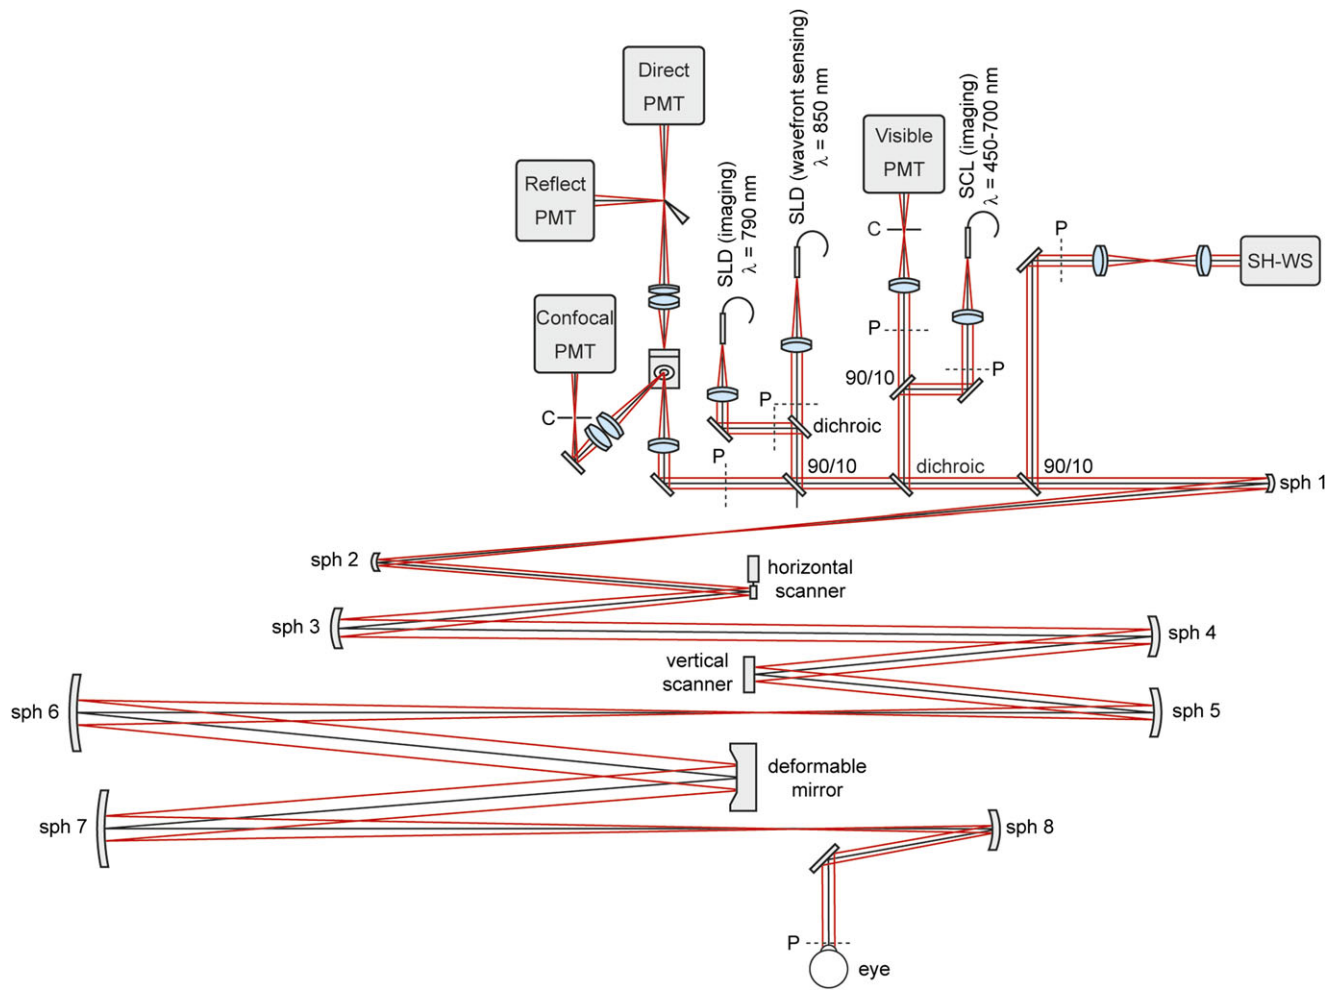 Direct
PMT
Reflect
PMT
Confocal
PMT
C
SLD (imaging)
λ = 790 nm
SLD (wavefront sensing)
λ = 850 nm
Visible
PMT
C
SCL (imaging)
λ = 450-700 nm
P
SH-WS
P
P
90/10
P
dichroic
P
90/10
dichroic
90/10
sph 1
sph 2
horizontal
scanner
sph 3
sph 4
vertical
scanner
sph 6
sph 5
deformable
mirror
sph 7
sph 8
P
eye